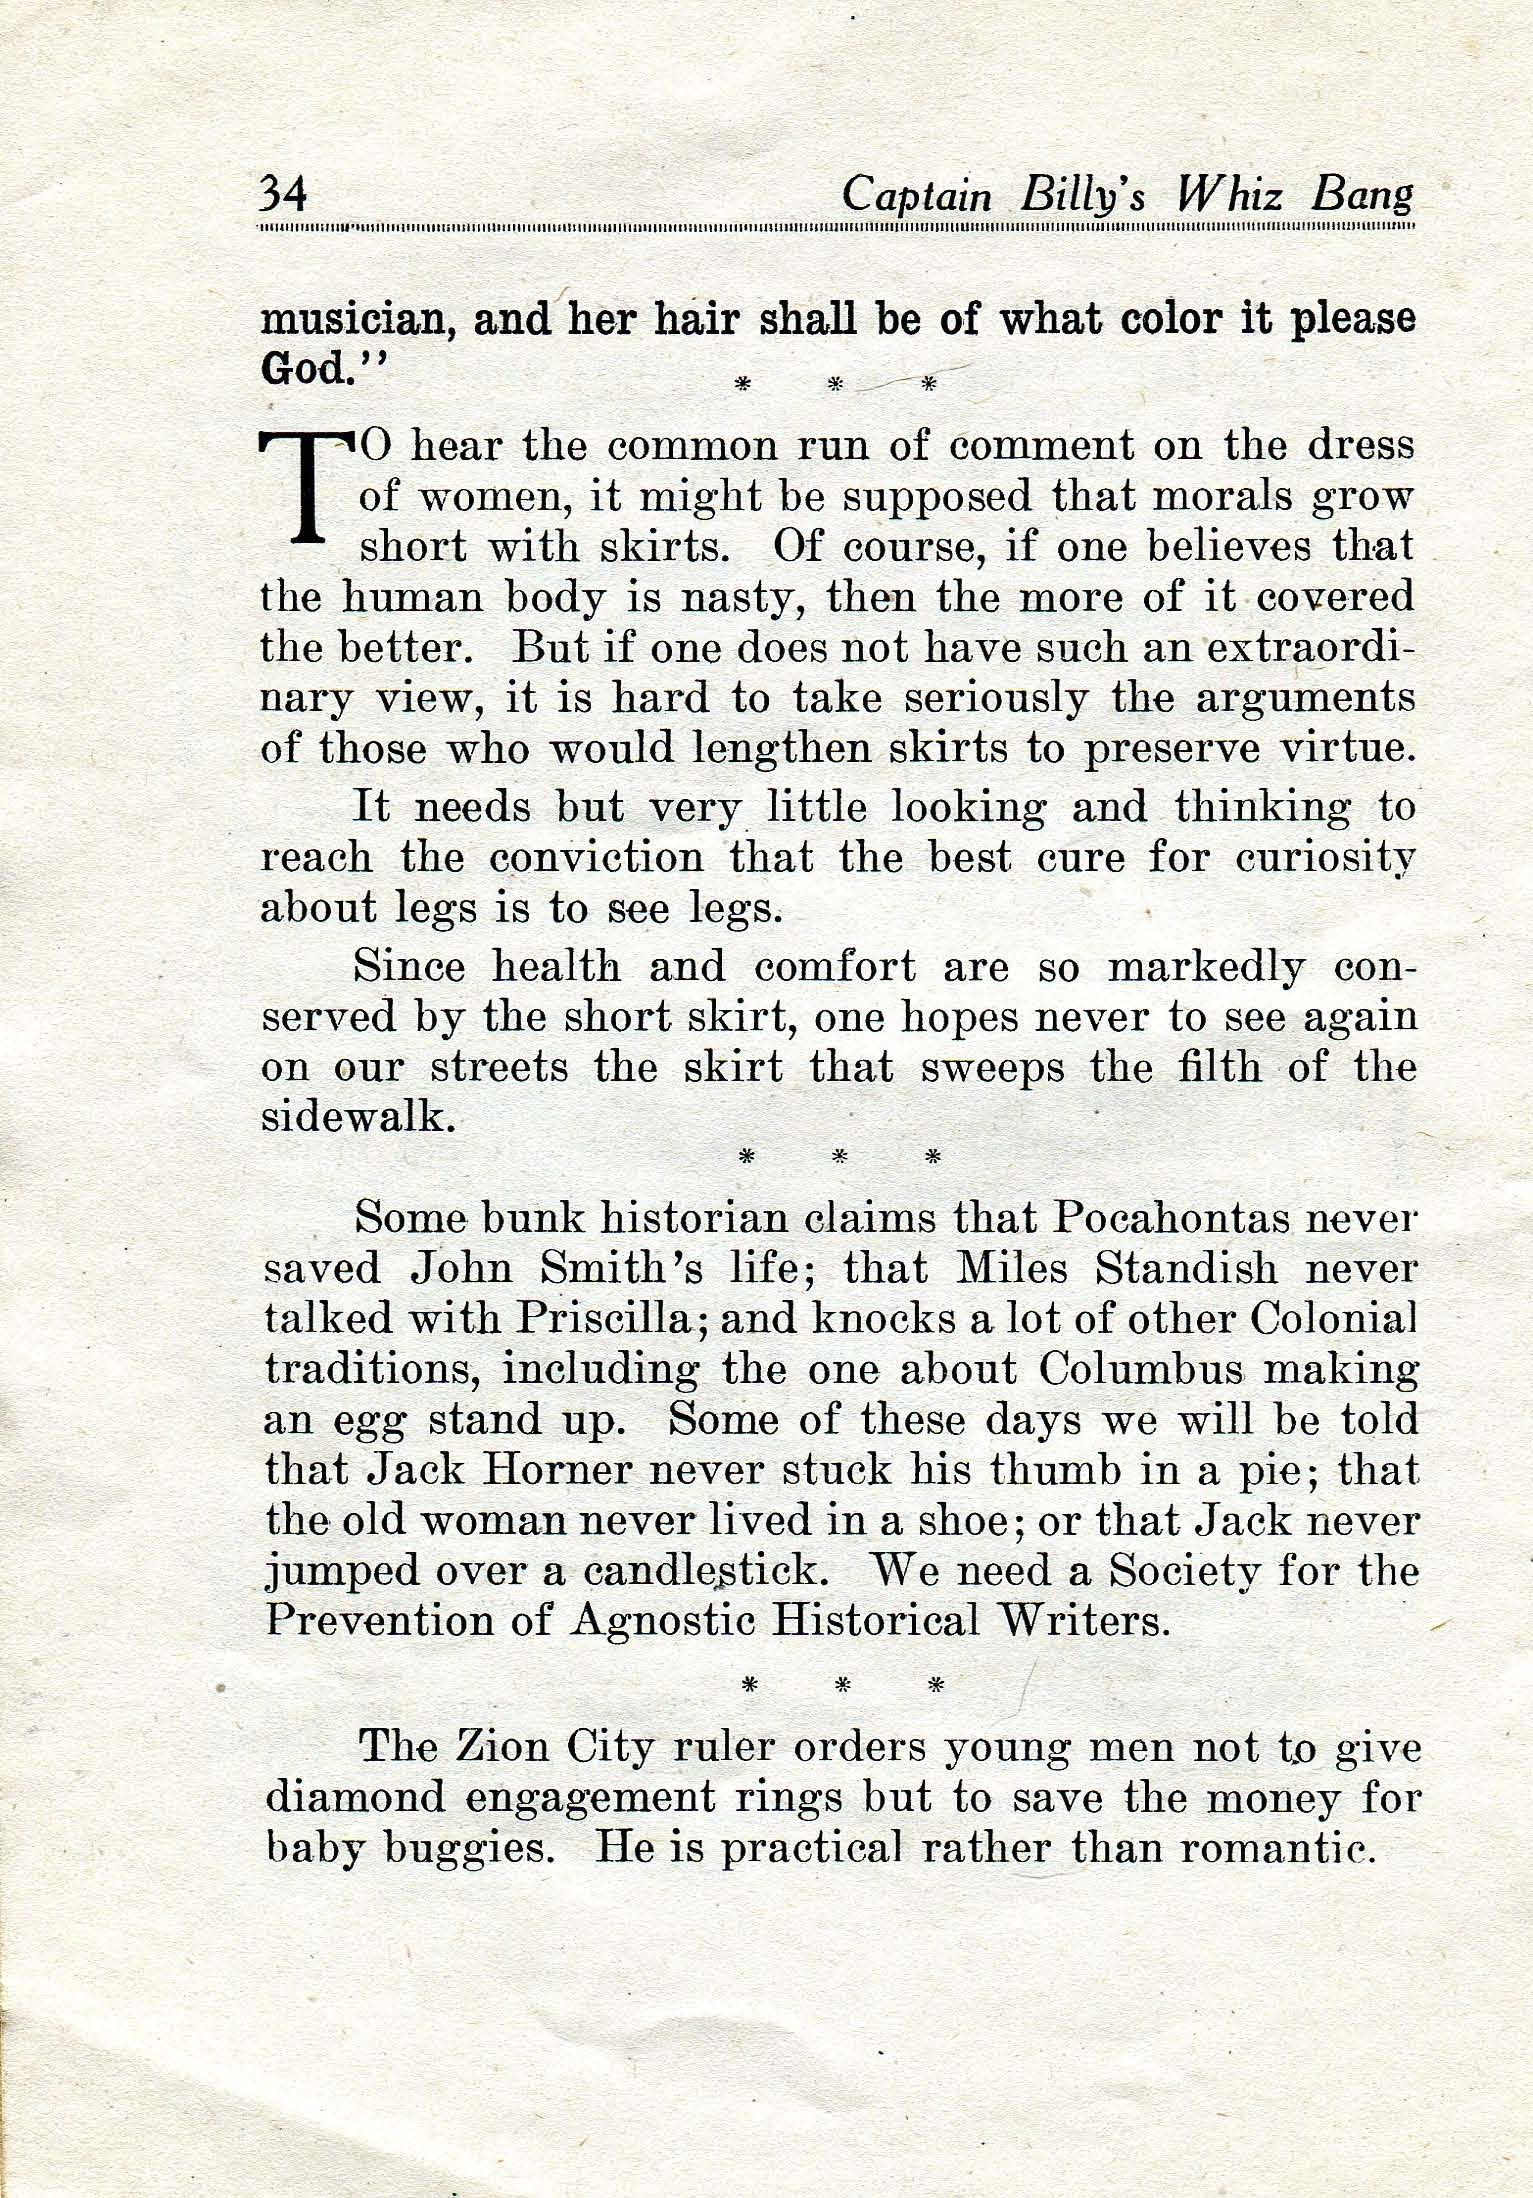 34 Captain Billy's Whiz Bang
musician, and her hair shall be of what color it please
God.''
* * *
TO hear the common run of comment on the dress
of women, it might be supposed that morals grow
short with skirts. Of course, if one believes that
the human body is nasty, then the more of it covered
the better. But if one does not have such an extraordi-
nary view, it is hard to take seriously the arguments
of those who would lengthen skirts to preserve virtue.
It needs but very little looking and thinking to
reach the conviction that the best cure for curiosity
about legs is to see legs.
Since health and comfort are so markedly con-
served by the short skirt, one hopes never to see again
on our streets the skirt that sweeps the filth of the
sidewalk.
* * *
Some bunk historian claims that Pocahontas never
saved John Smith's life; that Miles Standish never
talked with Priscilla; and knocks a lot of other Colonial
traditions, including the one about Columbus making
an egg stand up. Some of these days we will be told
that Jack Horner never stuck his thumb in a pie; that
the old woman never lived in a shoe; or that Jack never
jumped over a candlestick. We need a Society for the
Prevention of Agnostic Historical Writers.
* * *
The Zion City ruler orders young men not to give
diamond engagement rings but to save the money for
baby buggies. He is practical rather than romantic.